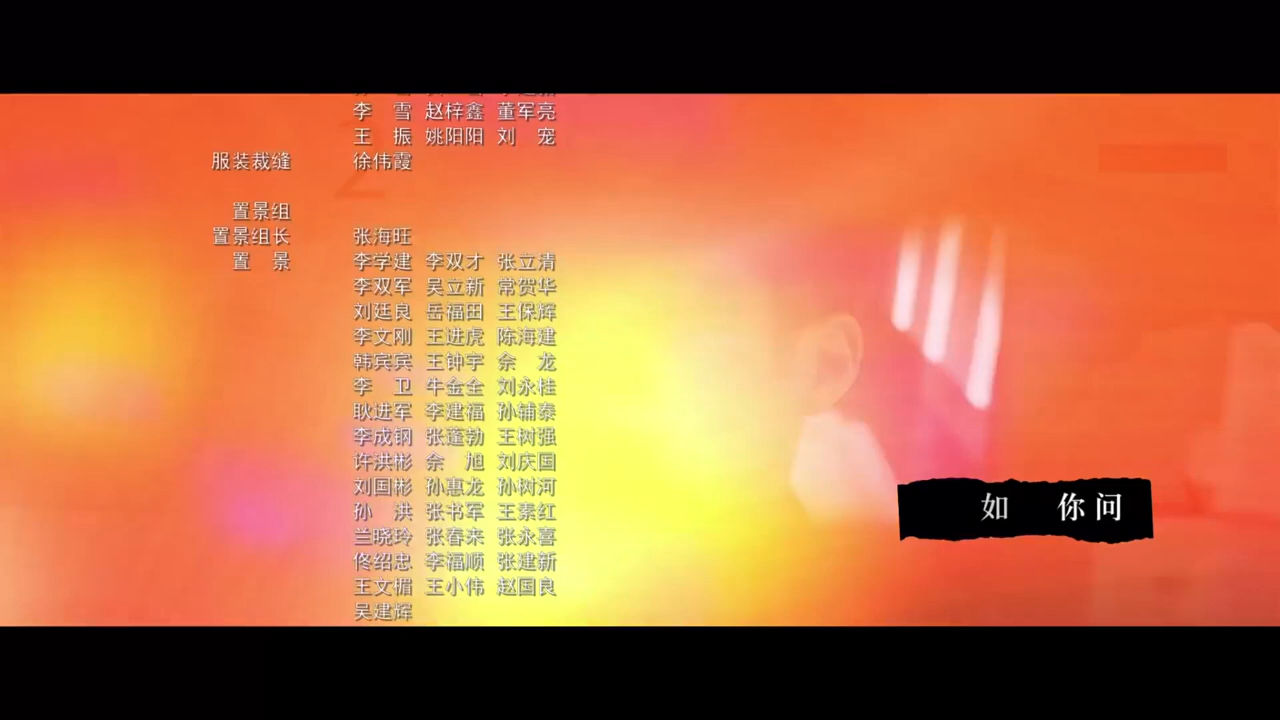 李　雪 赵梓鑫 董军亮
王　振 姚阳阳 刘　宠
服装裁缝 徐伟霞
置景组
置景组长 张海旺
置　景 李学建 李双才 张立清
李双军 吴立新 常贺华
刘廷良 岳福田 王保辉
李文刚 王进虎 陈海建
韩宾宾 王钟宇 佘　龙
李　卫 牛金全 刘永桂
耿进军 李建福 孙辅泰
李成钢 张蓬勃 王树强
许洪彬 佘　旭 刘庆国
刘国彬 孙惠龙 孙树河
孙　洪 张书军 王素红
兰晓玲 张春来 张永喜
佟绍忠 李福顺 张建新
王文楣 王小伟 赵国良
吴建辉
如　你问